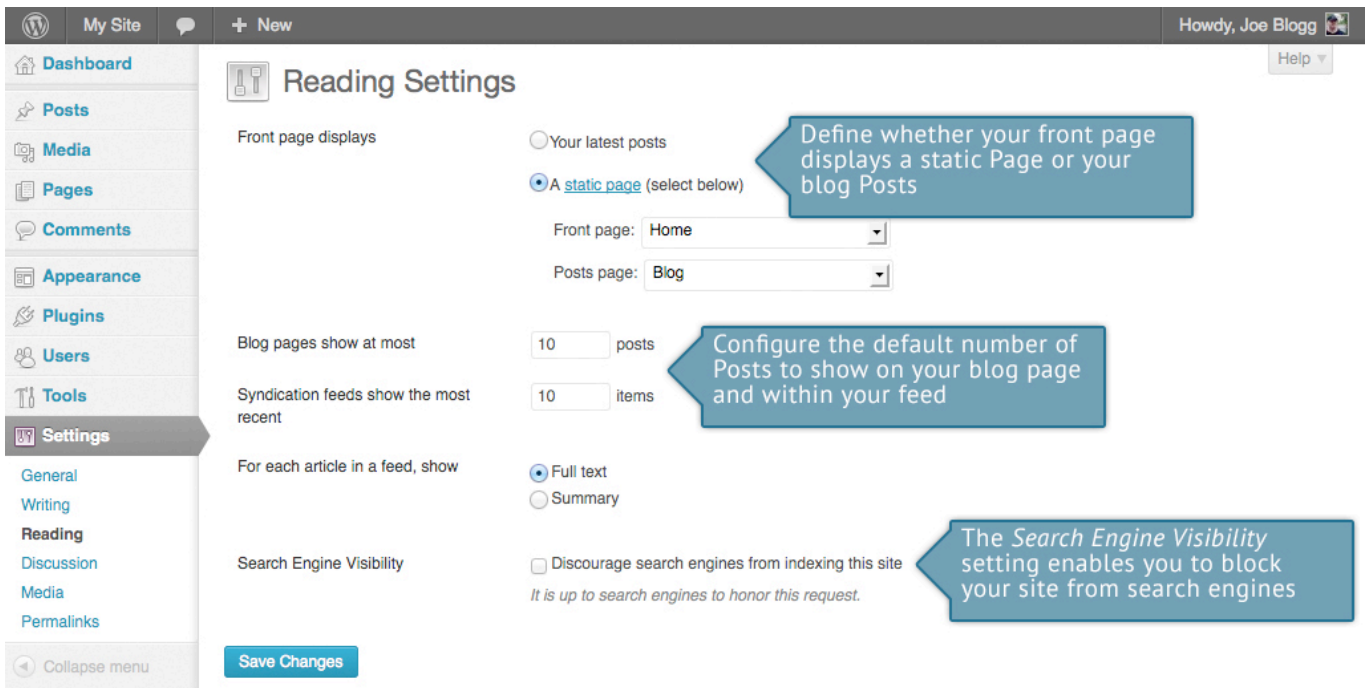 My Site
+ New
Howdy, Joe Blogg
Help
Dashboard
Posts
Media
Pages
Comments
Appearance
Plugins
Users
Tools
Settings
General
Writing
Reading
Discussion
Media
Permalinks
Collapse menu
Reading Settings
Front page displays
Your latest posts
A static page (select below)
Front page: Home
Posts page: Blog
Define whether your front page
displays a static Page or your
blog Posts
Blog pages show at most
10 posts
Syndication feeds show the most
recent
10 items
Configure the default number of
Posts to show on your blog page
and within your feed
For each article in a feed, show
Full text
Summary
Search Engine Visibility
Discourage search engines from indexing this site
It is up to search engines to honor this request.
The Search Engine Visibility
setting enables you to block
your site from search engines
Save Changes